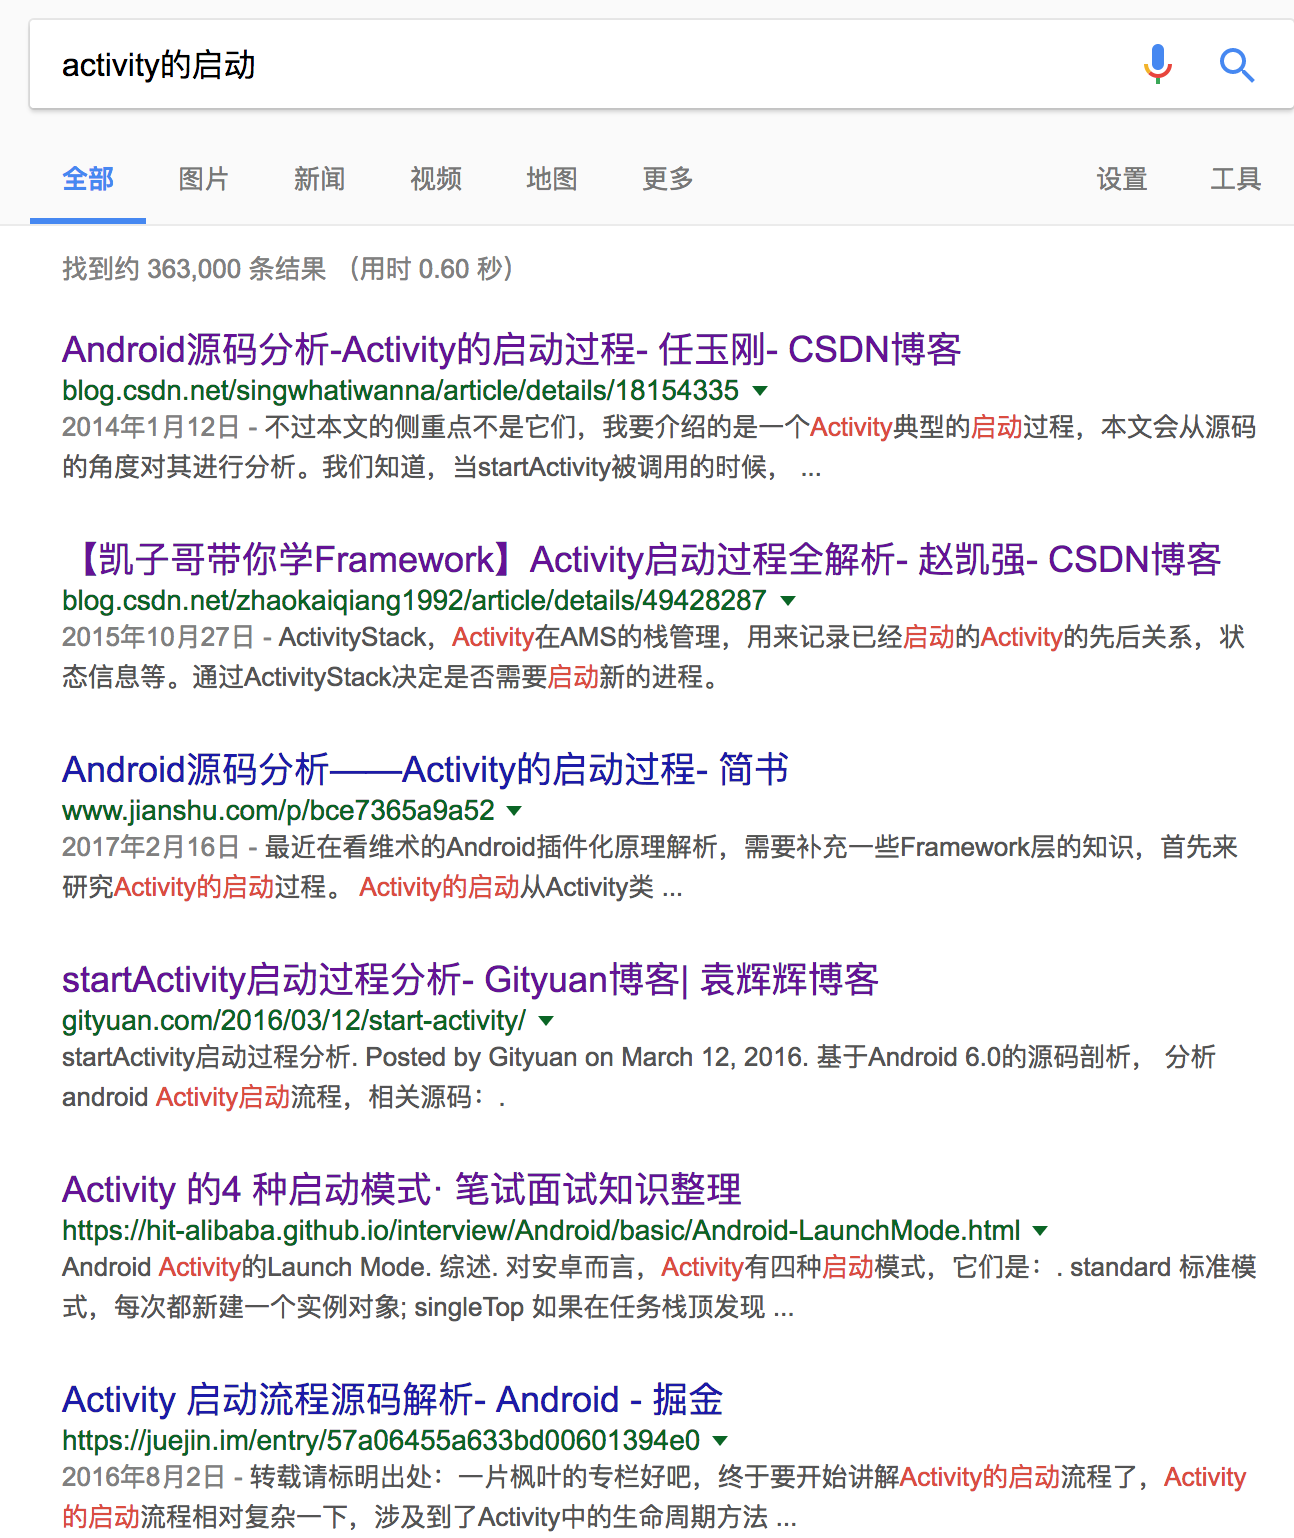 activity的启动
全部 图片 新闻 视频 地图 更多 设置 工具
找到约 363,000 条结果 （用时 0.60 秒）
Android源码分析-Activity的启动过程- 任玉刚- CSDN博客
blog.csdn.net/singwhatiwanna/article/details/18154335
2014年1月12日 - 不过本文的侧重点不是它们，我要介绍的是一个Activity典型的启动过程，本文会从源码
的角度对其进行分析。我们知道，当startActivity被调用的时候， ...
【凯子哥带你学Framework】Activity启动过程全解析- 赵凯强- CSDN博客
blog.csdn.net/zhaokaiqiang1992/article/details/49428287
2015年10月27日 - ActivityStack，Activity在AMS的栈管理，用来记录已经启动的Activity的先后关系，状
态信息等。通过ActivityStack决定是否需要启动新的进程。
Android源码分析——Activity的启动过程- 简书
www.jianshu.com/p/bce7365a9a52
2017年2月16日 - 最近在看维术的Android插件化原理解析，需要补充一些Framework层的知识，首先来
研究Activity的启动过程。 Activity的启动从Activity类 ...
startActivity启动过程分析- Gityuan博客| 袁辉辉博客
gityuan.com/2016/03/12/start-activity/
startActivity启动过程分析. Posted by Gityuan on March 12, 2016. 基于Android 6.0的源码剖析， 分析
android Activity启动流程，相关源码：.
Activity 的4 种启动模式· 笔试面试知识整理
https://hit-alibaba.github.io/interview/Android/basic/Android-LaunchMode.html
Android Activity的Launch Mode. 综述. 对安卓而言，Activity有四种启动模式，它们是：. standard 标准模
式，每次都新建一个实例对象; singleTop 如果在任务栈顶发现 ...
Activity 启动流程源码解析- Android - 掘金
https://juejin.im/entry/57a06455a633bd00601394e0
2016年8月2日 - 转载请标明出处：一片枫叶的专栏好吧，终于要开始讲解Activity的启动流程了，Activity
的启动流程相对复杂一下，涉及到了Activity中的生命周期方法 ...